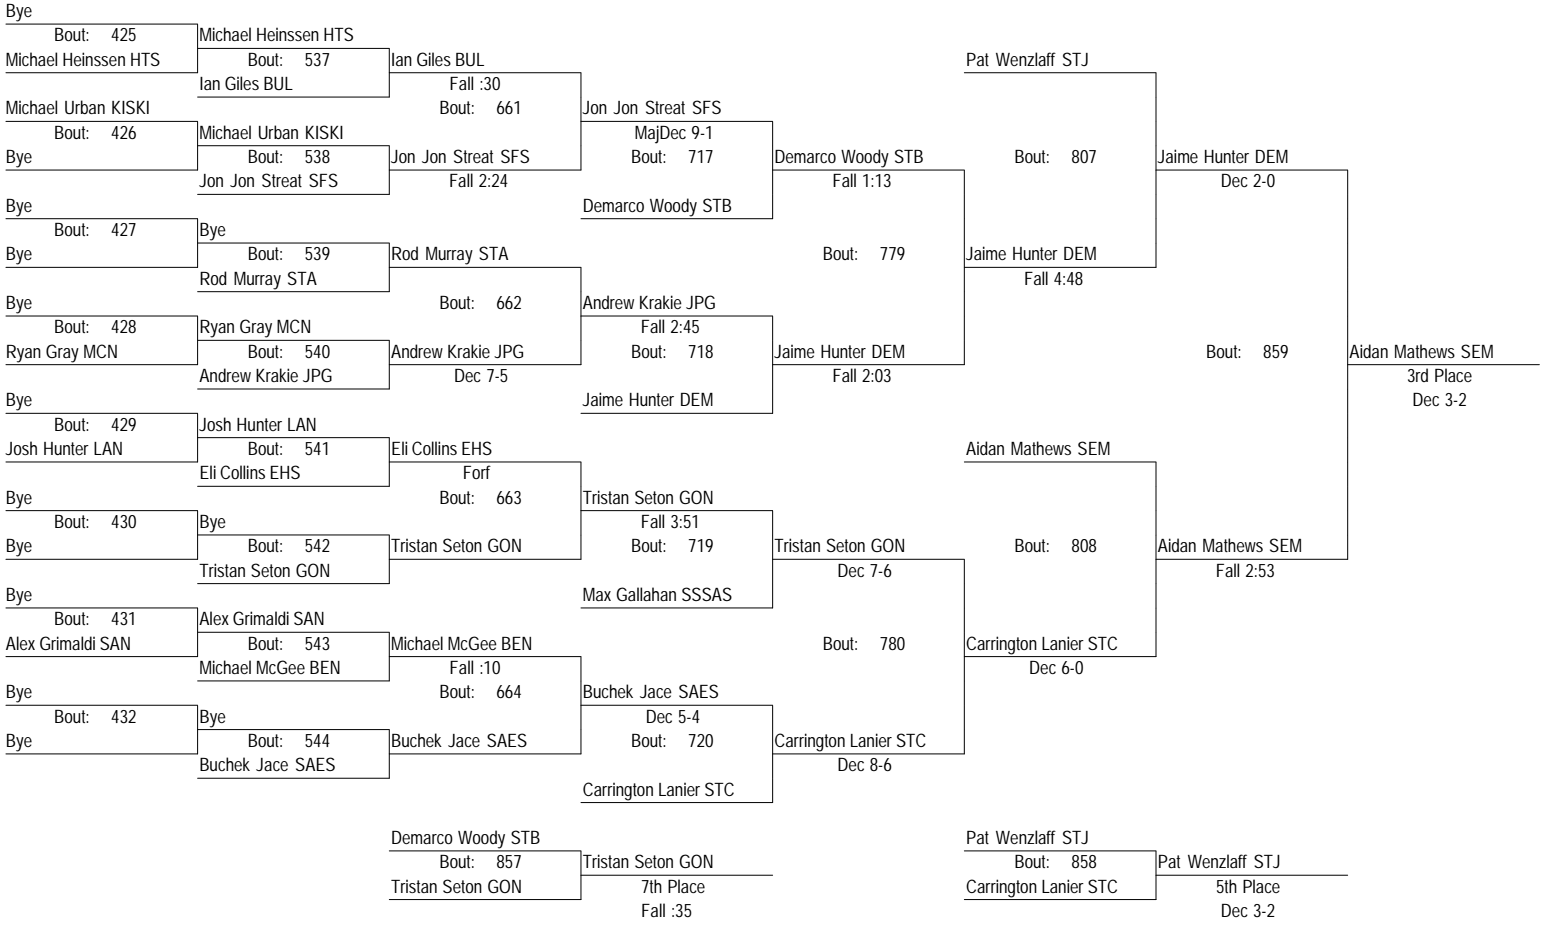 Bye
Bout: 425
Michael Heinssen HTS
Michael Heinssen HTS
Bout: 537
Ian Giles BUL
Ian Giles BUL
Fall :30
Bout: 661
Michael Urban KISKI
Bout: 426
Bye
Michael Urban KISKI
Bout: 538
Jon Jon Streat SFS
Jon Jon Streat SFS
Fall 2:24
Jon Jon Streat SFS
MajDec 9-1
Bout: 717
Demarco Woody STB
Bye
Bout: 427
Bye
Bye
Bout: 539
Rod Murray STA
Rod Murray STA
Bout: 662
Bye
Bout: 428
Ryan Gray MCN
Ryan Gray MCN
Bout: 540
Andrew Krakie JPG
Andrew Krakie JPG
Dec 7-5
Andrew Krakie JPG
Fall 2:45
Bout: 718
Jaime Hunter DEM
Demarco Woody STB
Fall 1:13
Bout: 779
Jaime Hunter DEM
Fall 2:03
Pat Wenzlaff STJ
Bout: 807
Jaime Hunter DEM
Fall 4:48
Jaime Hunter DEM
Dec 2-0
Bye
Bout: 429
Josh Hunter LAN
Josh Hunter LAN
Bout: 541
Eli Collins EHS
Eli Collins EHS
Forf
Bout: 663
Bye
Bout: 430
Bye
Bye
Bout: 542
Tristan Seton GON
Tristan Seton GON
Tristan Seton GON
Fall 3:51
Bout: 719
Max Gallahan SSSAS
Bye
Bout: 431
Alex Grimaldi SAN
Alex Grimaldi SAN
Bout: 543
Michael McGee BEN
Michael McGee BEN
Fall :10
Bout: 664
Bye
Bout: 432
Bye
Bye
Bout: 544
Buchek Jace SAES
Buchek Jace SAES
Buchek Jace SAES
Dec 5-4
Bout: 720
Carrington Lanier STC
Tristan Seton GON
Dec 7-6
Bout: 780
Carrington Lanier STC
Dec 8-6
Aidan Mathews SEM
Bout: 808
Carrington Lanier STC
Dec 6-0
Aidan Mathews SEM
Fall 2:53
Bout: 859
Aidan Mathews SEM
3rd Place
Dec 3-2
Demarco Woody STB
Bout: 857
Tristan Seton GON
Tristan Seton GON
7th Place
Fall :35
Pat Wenzlaff STJ
Bout: 858
Carrington Lanier STC
Pat Wenzlaff STJ
5th Place
Dec 3-2